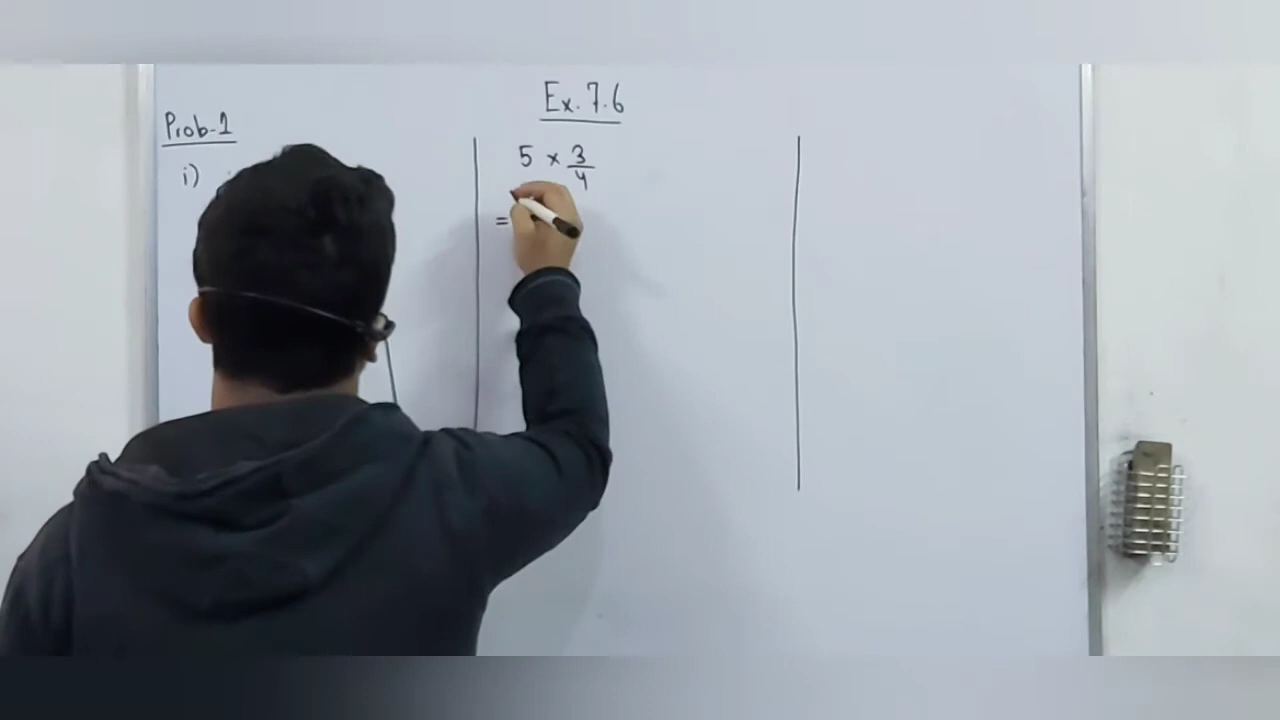 Ex. 7.6
Prob-1
i)
5 × 3/4
=